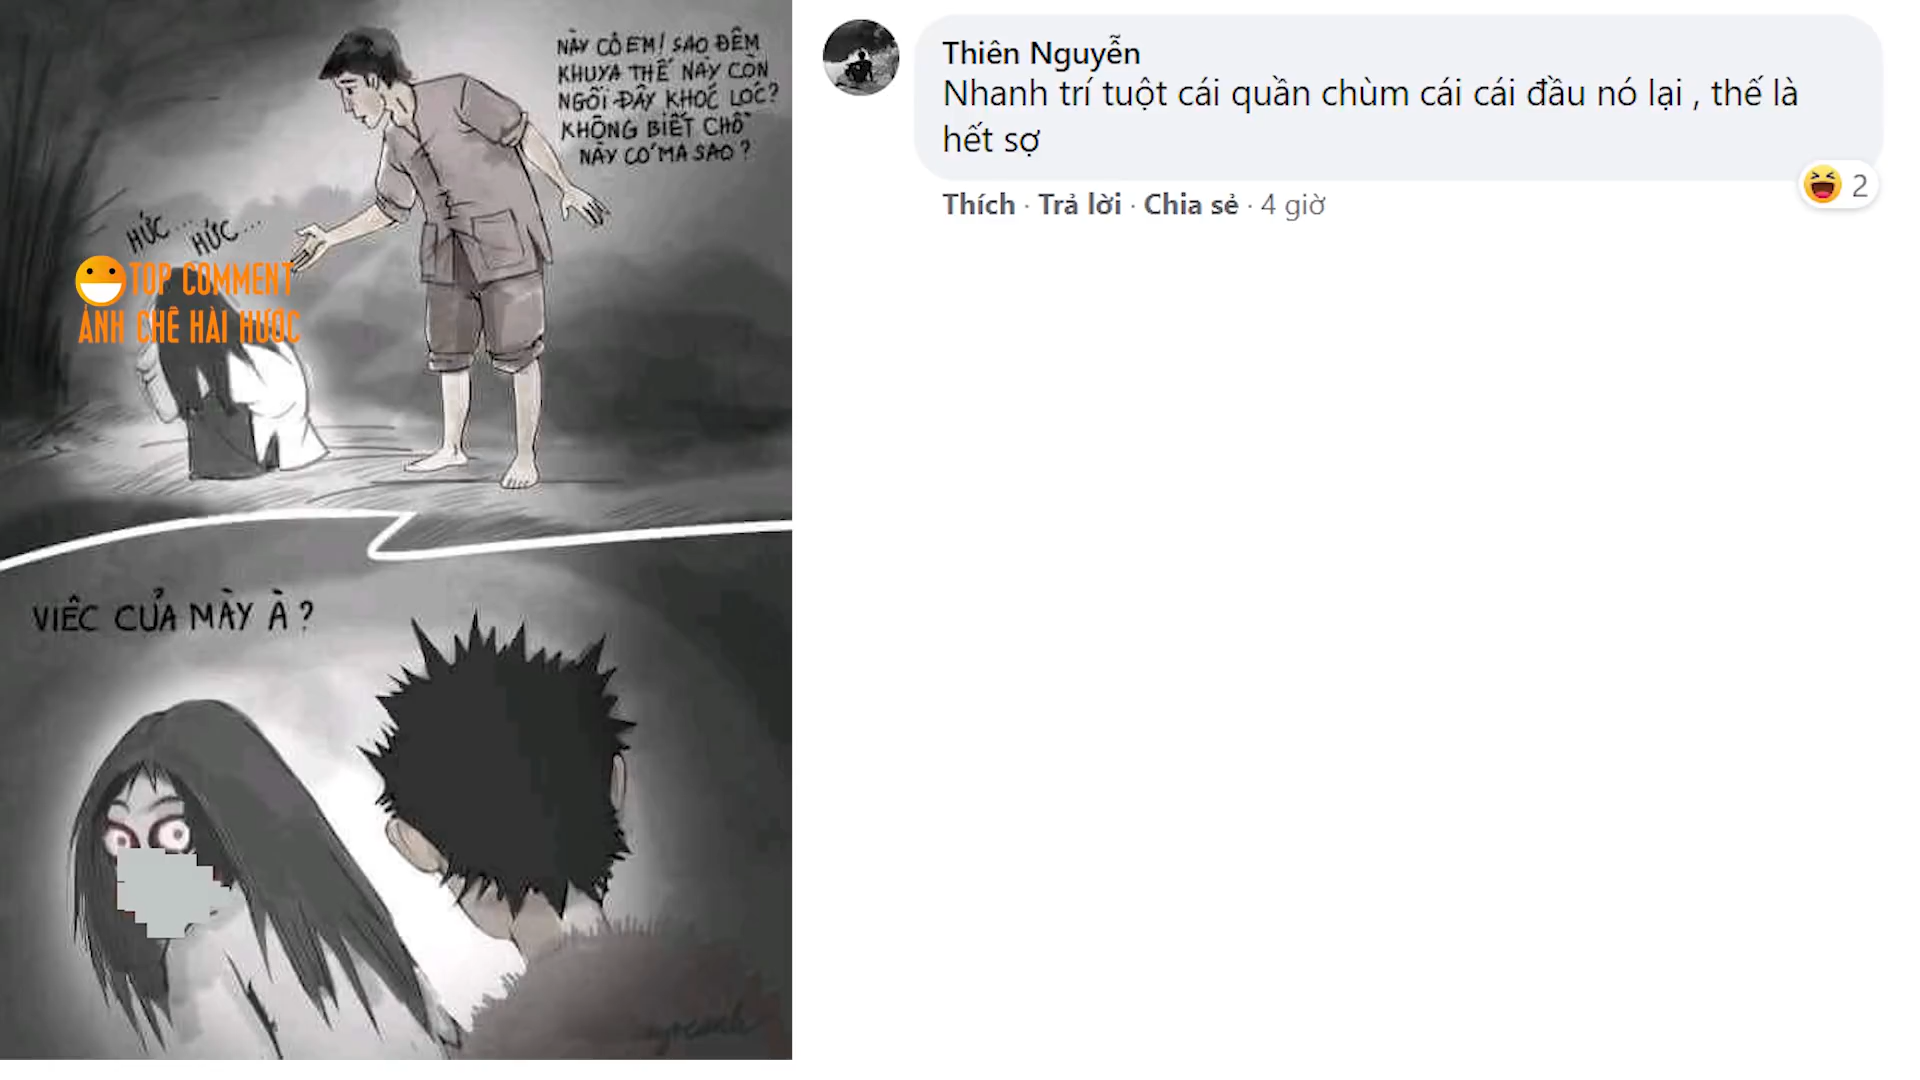 NÀY CÔ EM! SAO ĐÊM
KHUYA THẾ NÀY CÒN
NGỒI ĐÂY KHÓC LÓC?
KHÔNG BIẾT CHỖ
NÀY CÓ MA SAO?
HỨC... HỨC...
TOP COMMENT
ẢNH CHẾ HÀI HƯỚC
VIỆC CỦA MÀY À?
Thiên Nguyễn
Nhanh trí tuột cái quần chùm cái cái đầu nó lại , thế là
hết sợ
2
Thích · Trả lời · Chia sẻ · 4 giờ